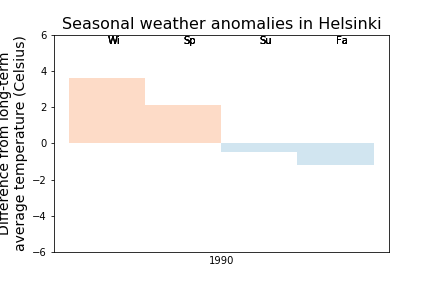 Seasonal weather anomalies in Helsinki
Difference from long-term
average temperature (Celsius)
6
4
2
0
−2
−4
−6
Wi Sp Su Fa
1990